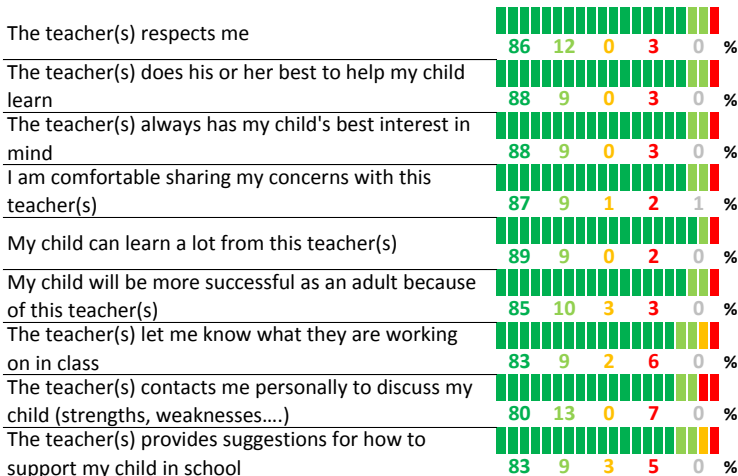 The teacher(s) respects me
86 12 0 3 0 %
The teacher(s) does his or her best to help my child
learn
88 9 0 3 0 %
The teacher(s) always has my child's best interest in
mind
88 9 0 3 0 %
I am comfortable sharing my concerns with this
teacher(s)
87 9 1 2 1 %
My child can learn a lot from this teacher(s)
89 9 0 2 0 %
My child will be more successful as an adult because
of this teacher(s)
85 10 3 3 0 %
The teacher(s) let me know what they are working
on in class
83 9 2 6 0 %
The teacher(s) contacts me personally to discuss my
child (strengths, weaknesses....)
80 13 0 7 0 %
The teacher(s) provides suggestions for how to
support my child in school
83 9 3 5 0 %